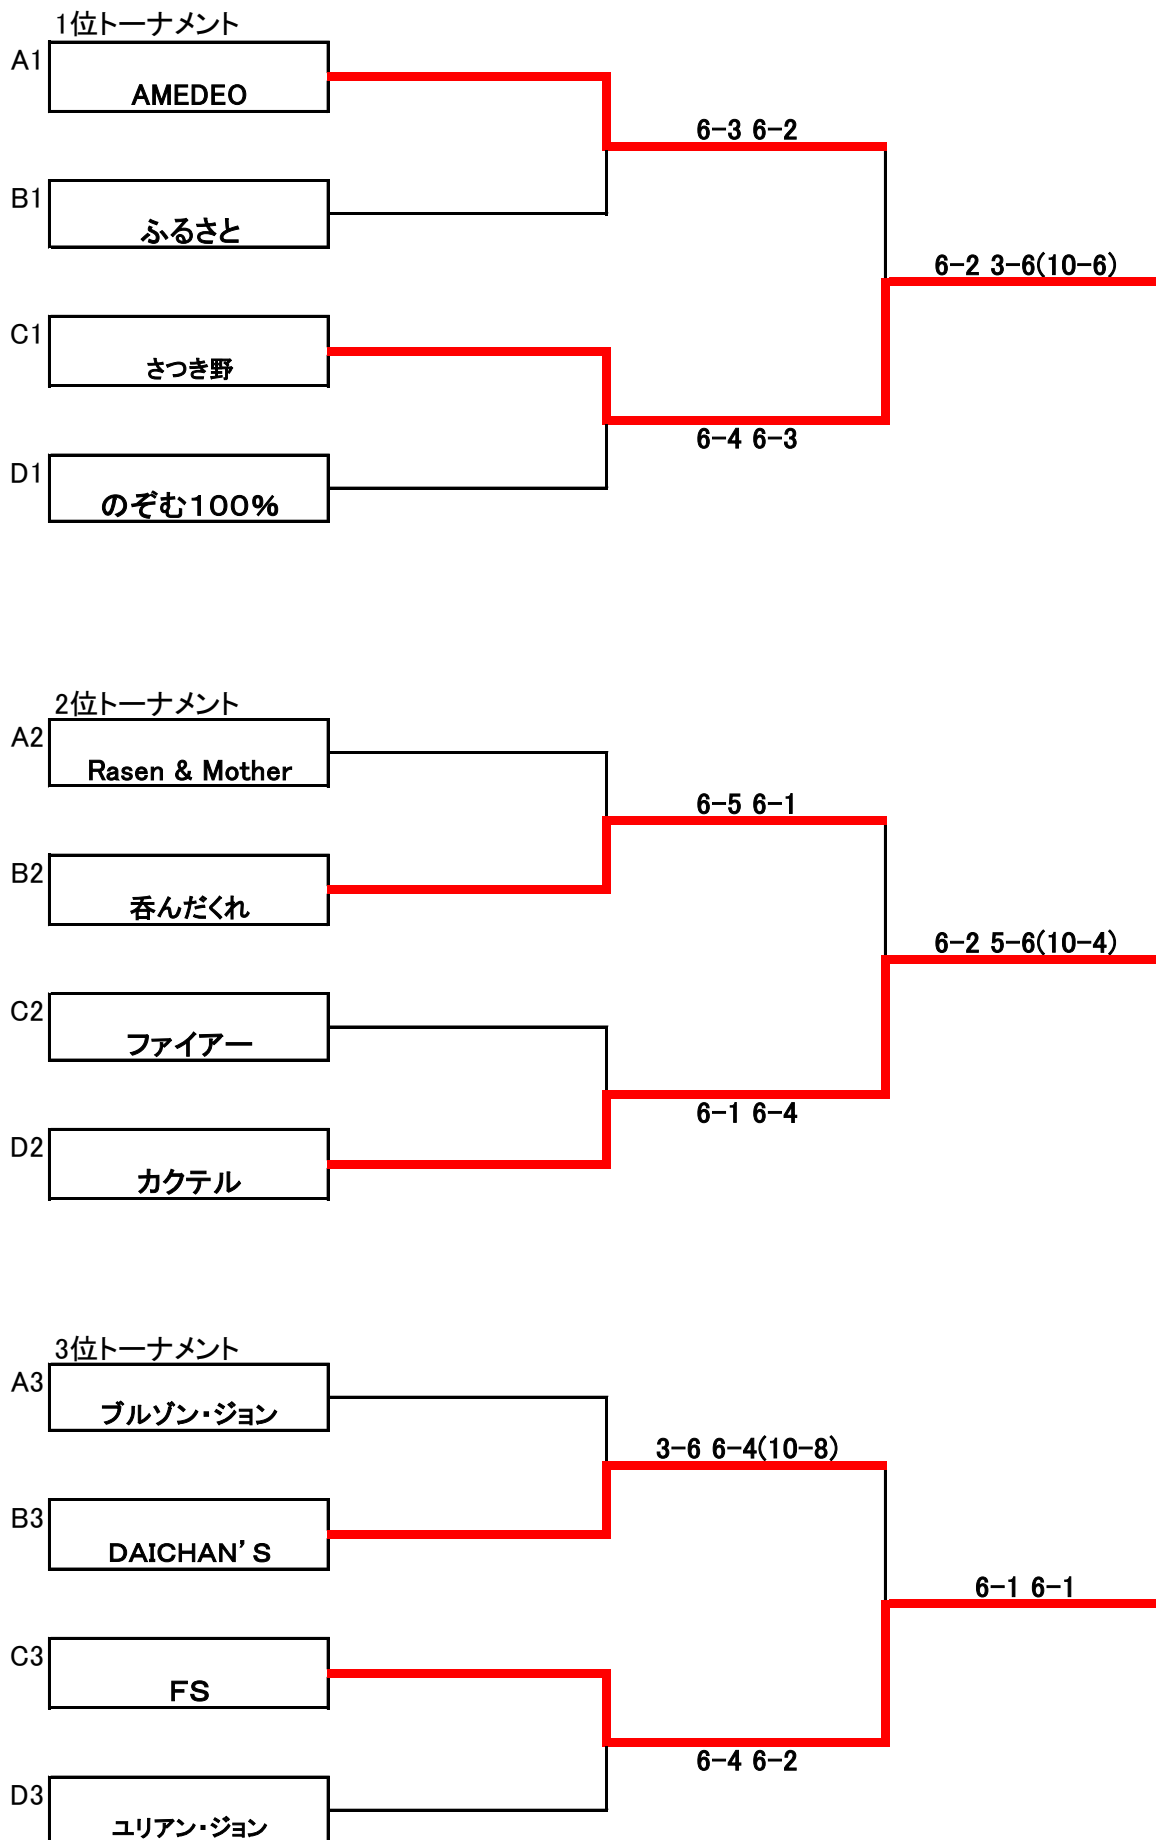 1位トーナメント
A1
AMEDEO
6-3 6-2
B1
ふるさと
6-2 3-6(10-6)
C1
さつき野
6-4 6-3
D1
のぞむ100%
2位トーナメント
A2
Rasen & Mother
6-5 6-1
B2
呑んだくれ
6-2 5-6(10-4)
C2
ファイアー
6-1 6-4
D2
カクテル
3位トーナメント
A3
ブルゾン・ジョン
3-6 6-4(10-8)
B3
DAICHAN'S
6-1 6-1
C3
FS
6-4 6-2
D3
ユリアン・ジョン